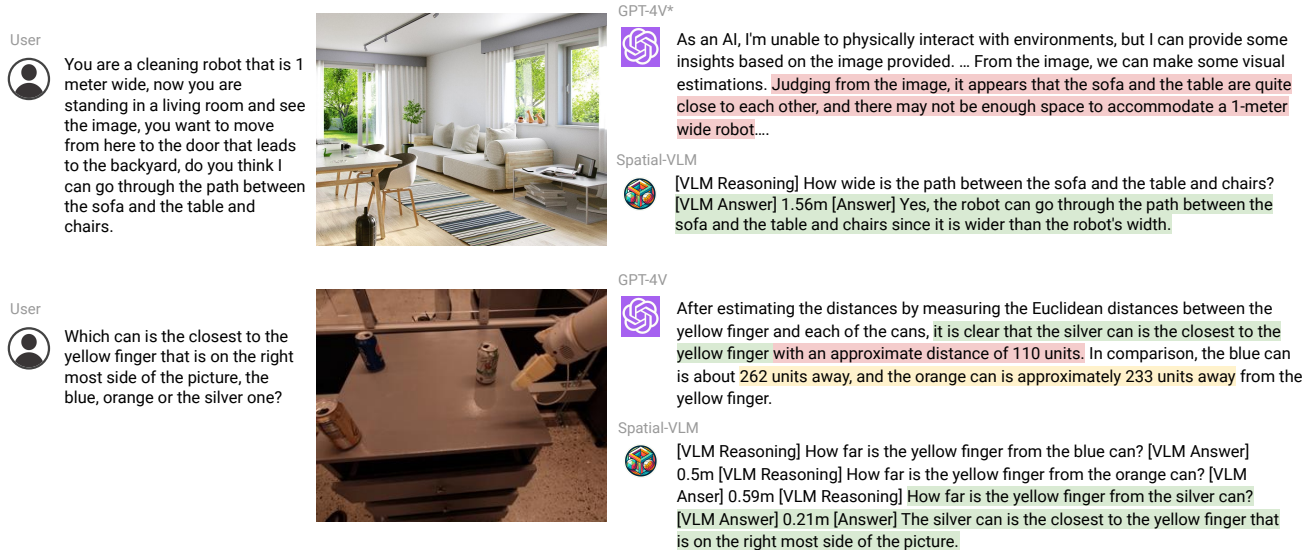 GPT-4V*
User
You are a cleaning robot that is 1
meter wide, now you are
standing in a living room and see
the image, you want to move
from here to the door that leads
to the backyard, do you think I
can go through the path between
the sofa and the table and
chairs.
As an AI, I'm unable to physically interact with environments, but I can provide some
insights based on the image provided. … From the image, we can make some visual
estimations. Judging from the image, it appears that the sofa and the table are quite
close to each other, and there may not be enough space to accommodate a 1-meter
wide robot….
Spatial-VLM
[VLM Reasoning] How wide is the path between the sofa and the table and chairs?
[VLM Answer] 1.56m [Answer] Yes, the robot can go through the path between the
sofa and the table and chairs since it is wider than the robot's width.
GPT-4V
User
Which can is the closest to the
yellow finger that is on the right
most side of the picture, the
blue, orange or the silver one?
After estimating the distances by measuring the Euclidean distances between the
yellow finger and each of the cans, it is clear that the silver can is the closest to the
yellow finger with an approximate distance of 110 units. In comparison, the blue can
is about 262 units away, and the orange can is approximately 233 units away from the
yellow finger.
Spatial-VLM
[VLM Reasoning] How far is the yellow finger from the blue can? [VLM Answer]
0.5m [VLM Reasoning] How far is the yellow finger from the orange can? [VLM
Anser] 0.59m [VLM Reasoning] How far is the yellow finger from the silver can?
[VLM Answer] 0.21m [Answer] The silver can is the closest to the yellow finger that
is on the right most side of the picture.